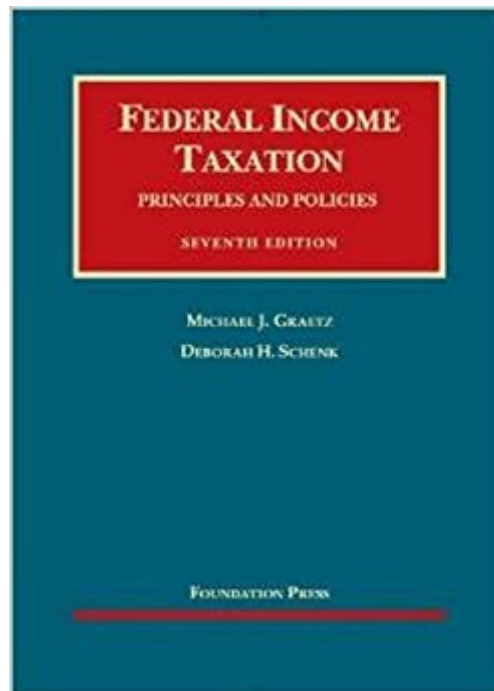 FEDERAL INCOME
TAXATION
PRINCIPLES AND POLICIES
SEVENTH EDITION
MICHAEL J. GRAETZ
DEBORAH H. SCHENK
FOUNDATION PRESS